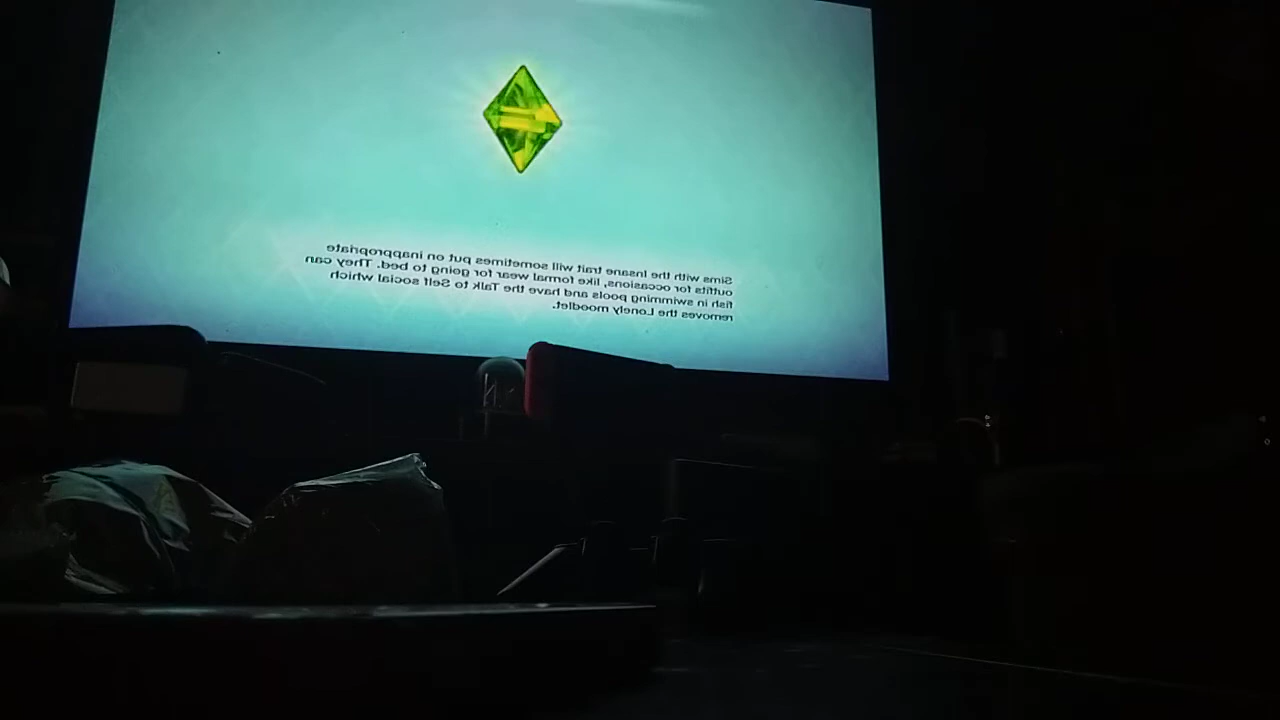 Sims with the Insane trait will sometimes put on inappropriate
outfits for occasions, like formal wear for going to bed. They can
fish in swimming pools and have the Talk to Self social which
removes the Lonely moodlet.